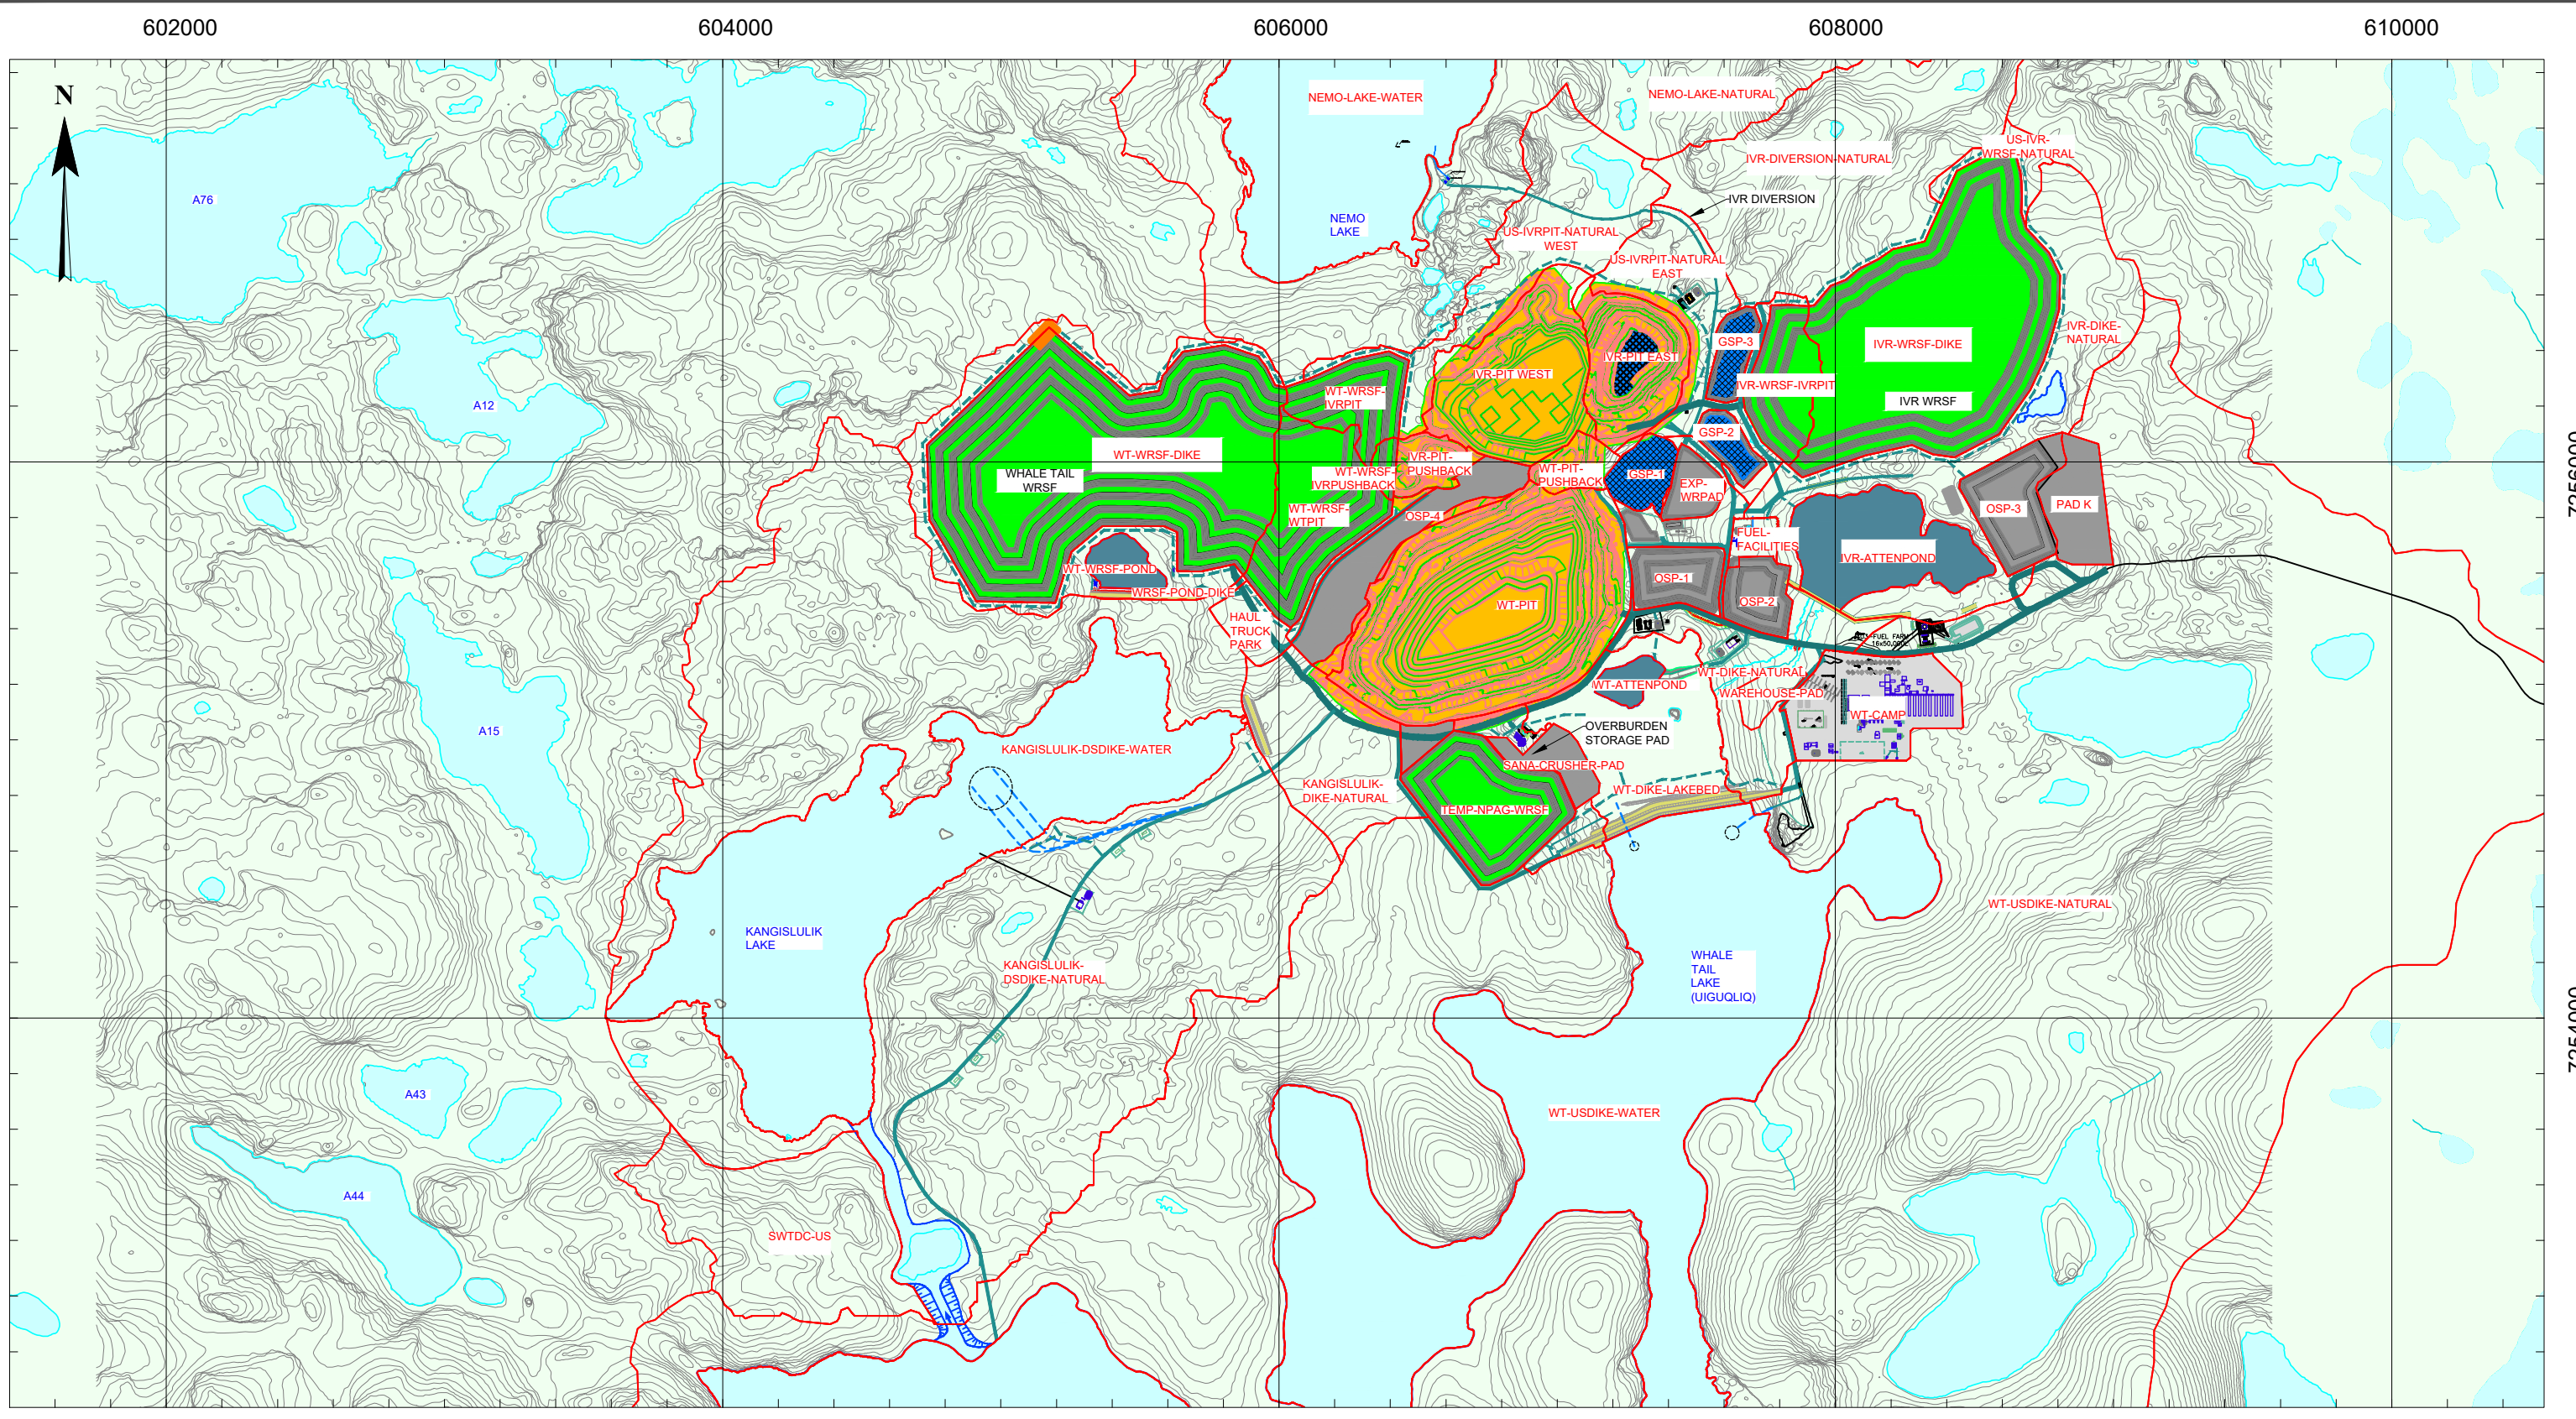 602000
604000
606000
608000
610000
N
NEMO-LAKE-WATER
NEMO-LAKE-NATURAL
US-IVR-
WRSF-NATURAL
IVR-DIVERSION-NATURAL
A76
IVR DIVERSION
NEMO
LAKE
US-IVRPIT-NATURAL
WEST
US-IVRPIT-NATURAL
EAST
IVR-DIKE-
NATURAL
GSP-3
IVR-WRSF-DIKE
IVR-PIT EAST
IVR-PIT WEST
IVR-WRSF-IVRPIT
WT-WRSF-
IVRPIT
IVR WRSF
A12
GSP-2
WT-WRSF-DIKE
IVR-PIT-
PUSHBACK
WHALE TAIL
WRSF
WT-WRSF-
IVRPUSHBACK
WT-PIT-
PUSHBACK
GSP-1
EXP-
WRPAD
7256000
WT-WRSF-
WTPIT
OSP-4
OSP-3
PAD K
FUEL-
FACILITIES
IVR-ATTENPOND
WT-WRSF-POND
OSP-1
WRSF-POND-DIKE
OSP-2
WT-PIT
HAUL
TRUCK
PARK
FUEL FARM
WT-DIKE-NATURAL
WT-ATTENPOND
WAREHOUSE-PAD
WT-CAMP
A15
OVERBURDEN
STORAGE PAD
KANGISLULIK-DSDIKE-WATER
SANA-CRUSHER-PAD
KANGISLULIK-
DIKE-NATURAL
WT-DIKE-LAKEBED
TEMP-NPAG-WRSF
WT-USDIKE-NATURAL
KANGISLULIK
LAKE
WHALE
TAIL
LAKE
(UIGUQLIQ)
KANGISLULIK-
DSDIKE-NATURAL
7254000
A43
WT-USDIKE-WATER
A44
SWTDC-US